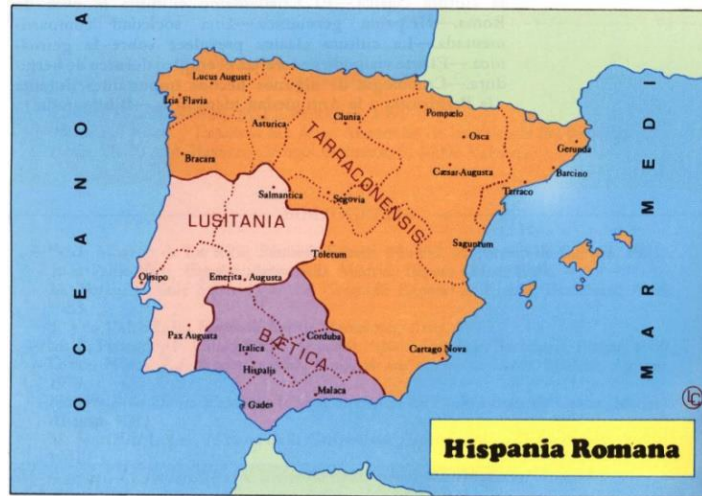 OCEANO A
MAR MEDI
Lucus Augusti
Iria Flavia
Asturica
Clunia
Pompælo
Osca
Gerunda
Bracara
Cæsar-Augusta
Barcino
Tarraco
TARRACONENSIS
Salmantica
Segovia
LUSITANIA
Saguntum
Toletum
Olisipo
Emerita Augusta
Pax Augusta
BÆTICA
Corduba
Italica
Hispalis
Cartago Nova
Malaca
Gades
LC
Hispania Romana